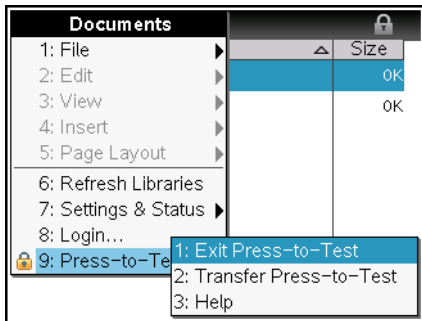 Documents
1: File
Size
2: Edit
0K
3: View
0K
4: Insert
5: Page Layout
6: Refresh Libraries
7: Settings & Status
8: Login...
9: Press-to-Te
1: Exit Press-to-Test
2: Transfer Press-to-Test
3: Help